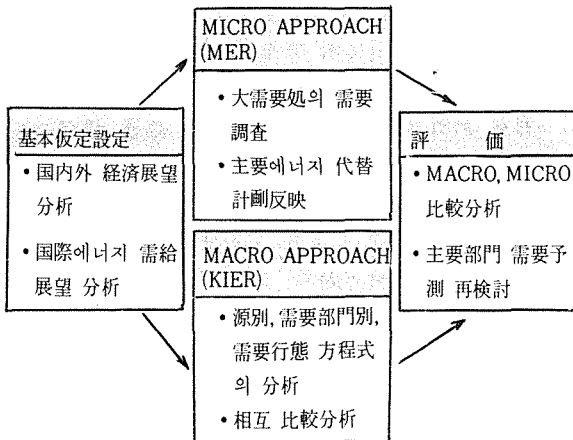 MICRO APPROACH
(MER)
• 大需要処의 需要
調査
• 主要에너지 代替
計劃反映
基本仮定設定
• 国内外 経済展望
分析
• 国際에너지 需給
展望 分析
MACRO APPROACH
(KIER)
• 源別, 需要部門別,
需要行態 方程式
의 分析
• 相互 比較分析
評 価
• MACRO, MICRO
比較分析
• 主要部門 需要予
測 再検討